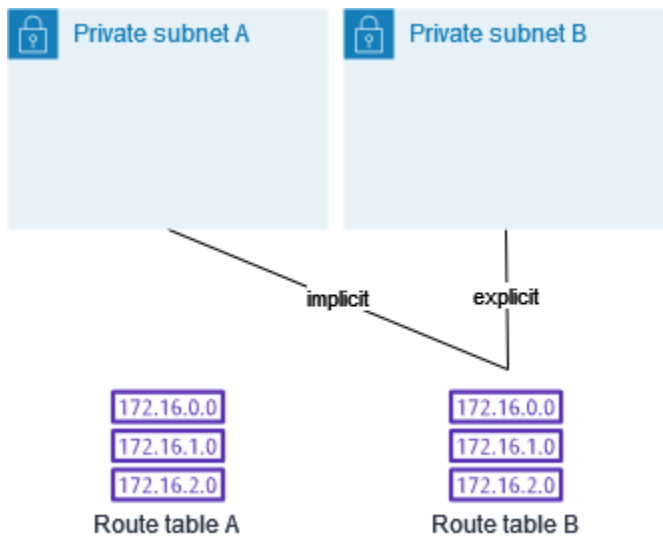 Private subnet A
Private subnet B
implicit
explicit
172.16.0.0
172.16.1.0
172.16.2.0
Route table A
172.16.0.0
172.16.1.0
172.16.2.0
Route table B